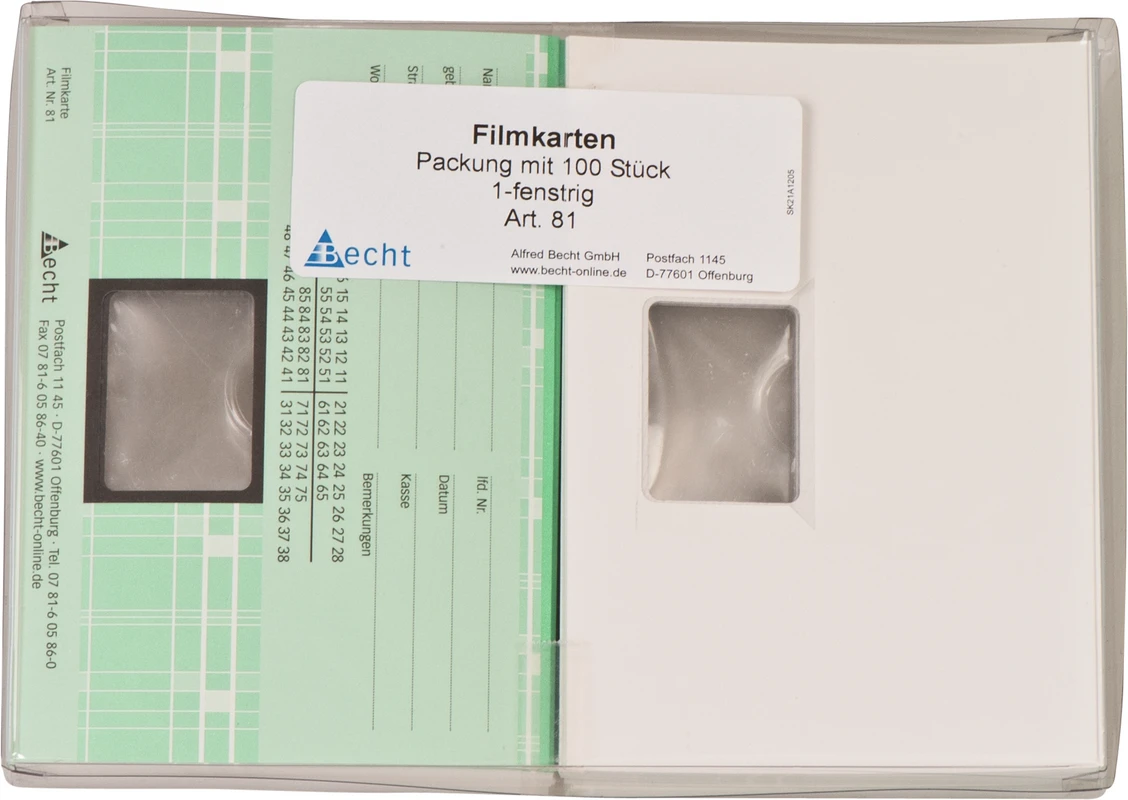 Filmkarten
Packung mit 100 Stück
1-fenstrig
Art. 81
Becht
Alfred Becht GmbH
www.becht-online.de
Postfach 1145
D-77601 Offenburg
SK21A1205
Filmkarte
Art. Nr. 81
Becht
Postfach 11 45 · D-77601 Offenburg · Tel. 07 81-6 05 86-0
Fax 07 81-6 05 86-40 · www.becht-online.de
lfd. Nr.
Datum
Kasse
Bemerkungen
15 14 13 12 11 21 22 23 24 25 26 27 28
55 54 53 52 51 61 62 63 64 65
85 84 83 82 81 71 72 73 74 75
48 47 46 45 44 43 42 41 31 32 33 34 35 36 37 38